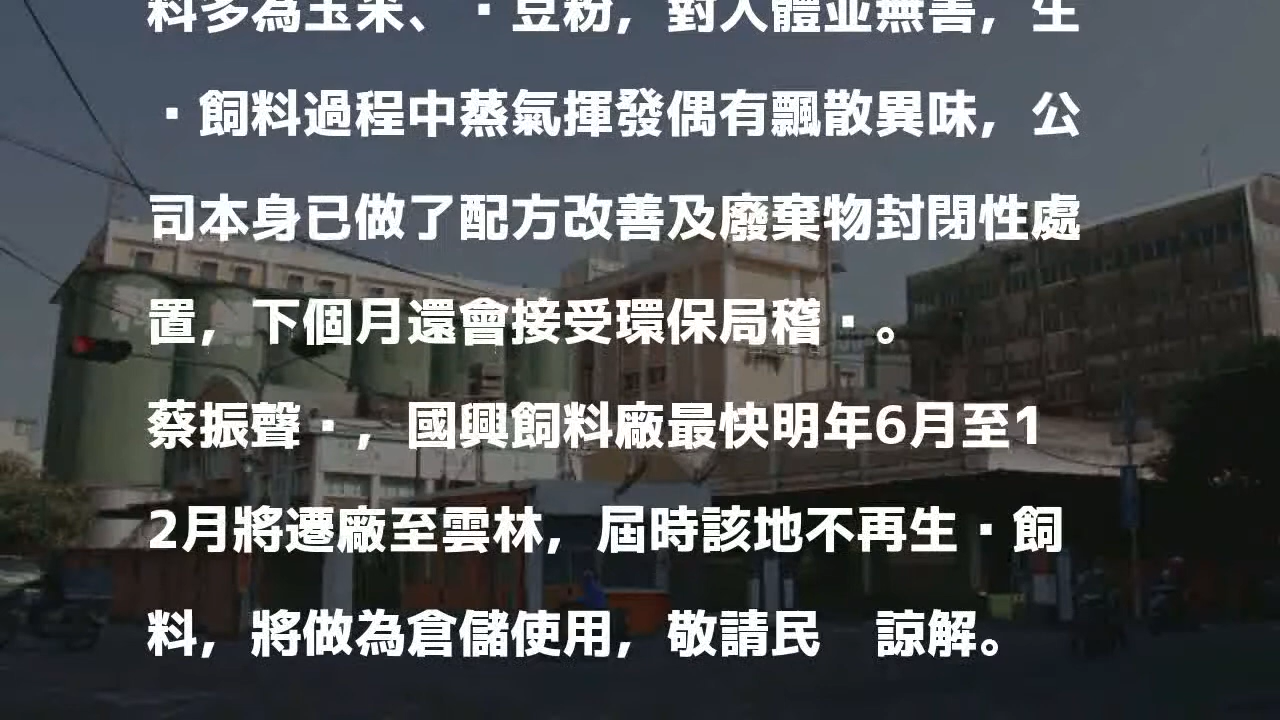 料多為玉米、▪豆粉，對人體並無害，生
▪飼料過程中蒸氣揮發偶有飄散異味，公
司本身已做了配方改善及廢棄物封閉性處
置，下個月還會接受環保局稽▪。
蔡振聲▪，國興飼料廠最快明年6月至1
2月將遷廠至雲林，屆時該地不再生▪飼
料，將做為倉儲使用，敬請民　諒解。